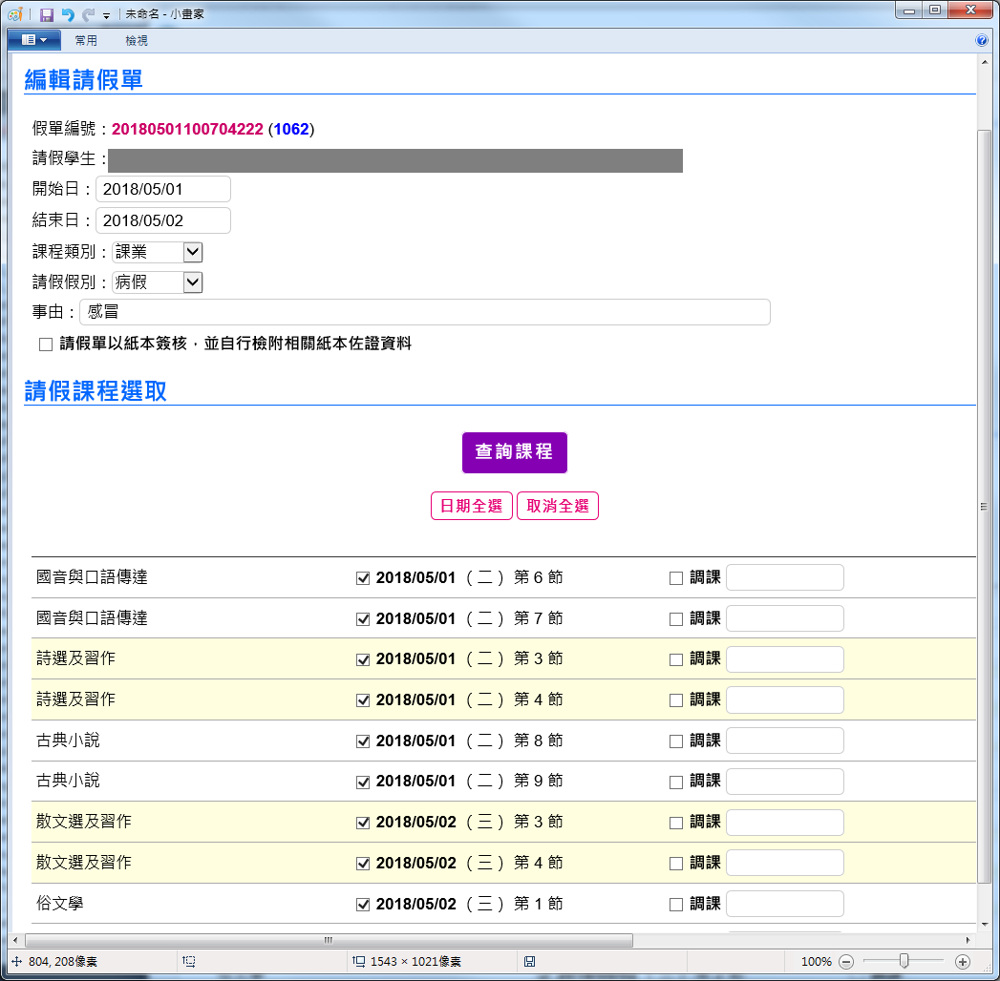 未命名 - 小畫家
常用 檢視
編輯請假單
假單編號：20180501100704222 (1062)
請假學生：
開始日：2018/05/01
結束日：2018/05/02
課程類別：課業
請假假別：病假
事由：感冒
請假單以紙本簽核，並自行檢附相關紙本佐證資料
請假課程選取
查詢課程
日期全選 取消全選
國音與口語傳達 2018/05/01 （二）第 6 節 調課
國音與口語傳達 2018/05/01 （二）第 7 節 調課
詩選及習作 2018/05/01 （二）第 3 節 調課
詩選及習作 2018/05/01 （二）第 4 節 調課
古典小說 2018/05/01 （二）第 8 節 調課
古典小說 2018/05/01 （二）第 9 節 調課
散文選及習作 2018/05/02 （三）第 3 節 調課
散文選及習作 2018/05/02 （三）第 4 節 調課
俗文學 2018/05/02 （三）第 1 節 調課
804, 208像素 1543 × 1021像素 100%